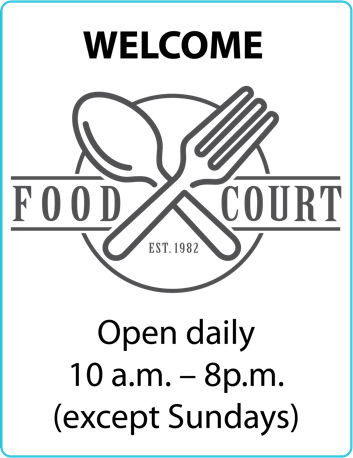 WELCOME
FOOD COURT
EST. 1982
Open daily
10 a.m. – 8p.m.
(except Sundays)